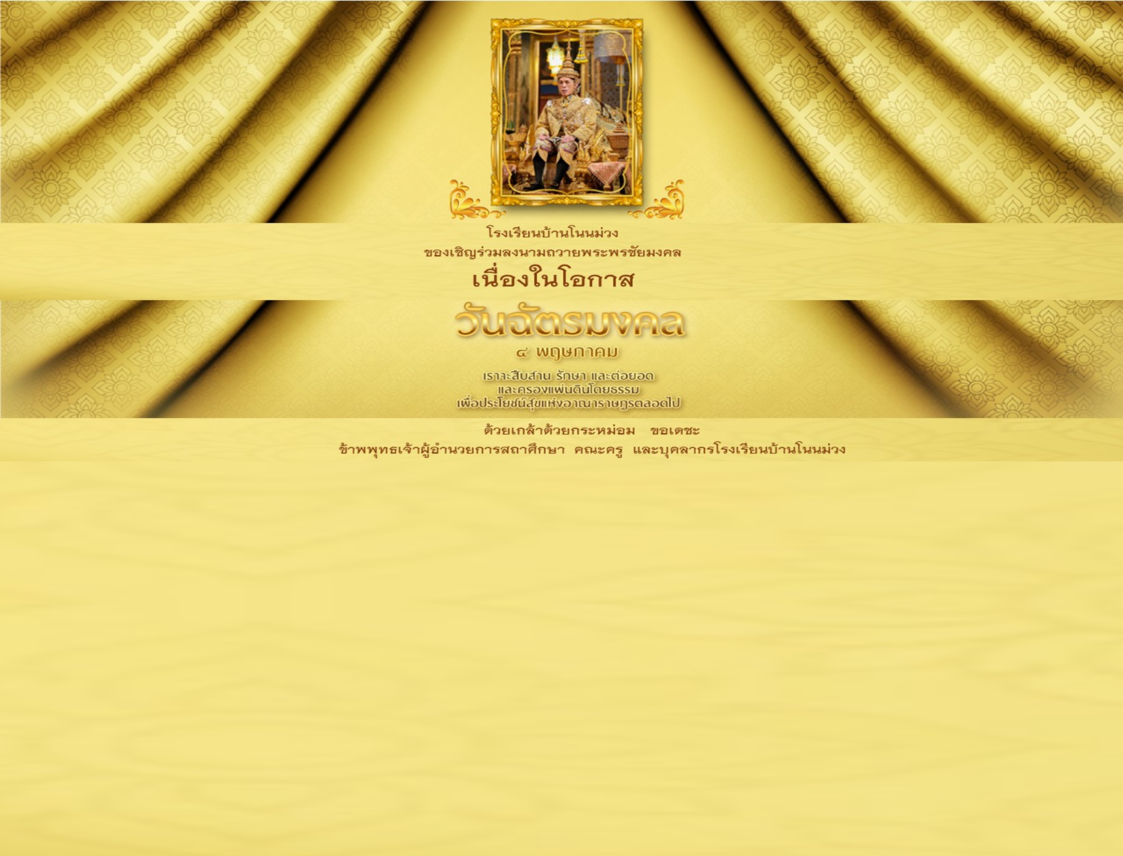 โรงเรียนบ้านโนนม่วง
ขอเชิญร่วมลงนามถวายพระพรชัยมงคล
เนื่องในโอกาส
วันฉัตรมงคล
๔ พฤษภาคม
เราจะสืบสาน รักษา และต่อยอด
และครองแผ่นดินโดยธรรม
เพื่อประโยชน์สุขแห่งอาณาราษฎรตลอดไป
ด้วยเกล้าด้วยกระหม่อม ขอเดชะ
ข้าพพุทธเจ้าผู้อำนวยการสถาศึกษา คณะครู และบุคลากรโรงเรียนบ้านโนนม่วง